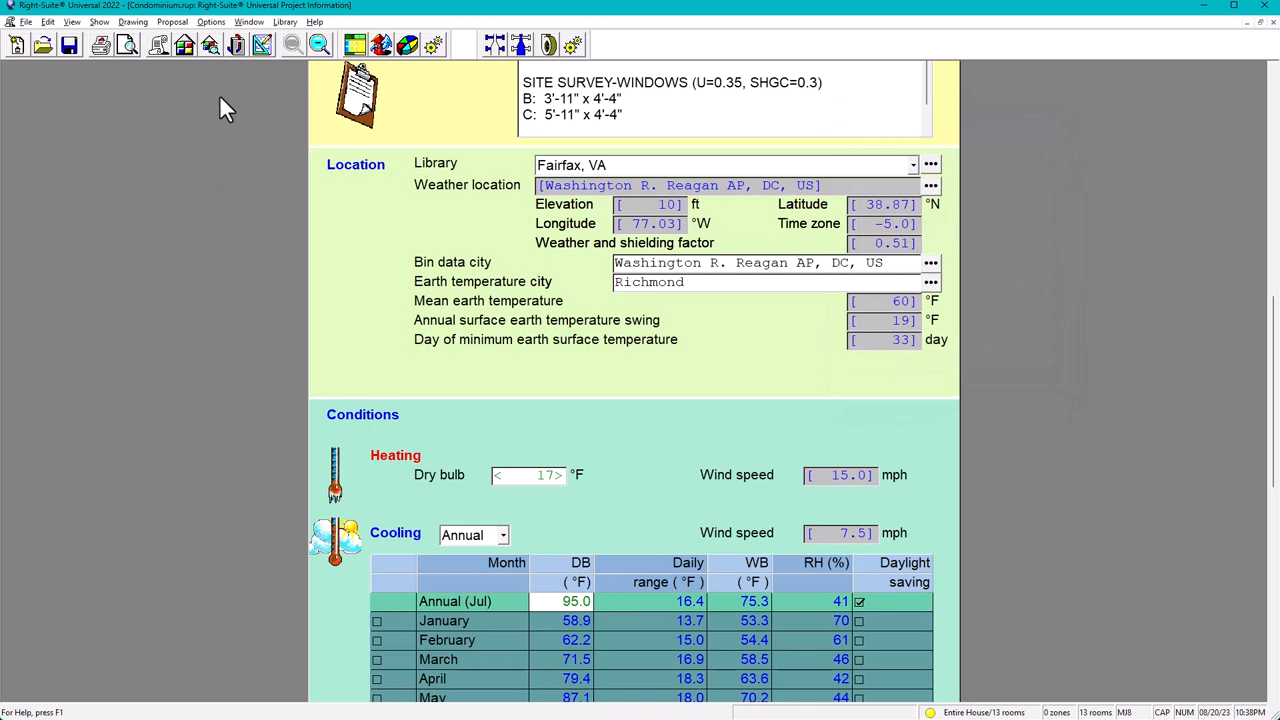 Right-Suite® Universal 2022 - [Condominium.rup: Right-Suite® Universal Project Information]
File Edit View Show Drawing Proposal Options Window Library Help
SITE SURVEY-WINDOWS (U=0.35, SHGC=0.3)
B: 3'-11" x 4'-4"
C: 5'-11" x 4'-4"
Location Library Fairfax, VA
Weather location [Washington R. Reagan AP, DC, US]
Elevation [ 10] ft Latitude [ 38.87] °N
Longitude [ 77.03] °W Time zone [ -5.0]
Weather and shielding factor [ 0.51]
Bin data city Washington R. Reagan AP, DC, US
Earth temperature city Richmond
Mean earth temperature [ 60] °F
Annual surface earth temperature swing [ 19] °F
Day of minimum earth surface temperature [ 33] day
Conditions
Heating
Dry bulb < 17> °F Wind speed [ 15.0] mph
Cooling Annual Wind speed [ 7.5] mph
Month DB Daily WB RH (%) Daylight
(°F) range (°F) (°F) saving
Annual (Jul) 95.0 16.4 75.3 41
January 58.9 13.7 53.3 70
February 62.2 15.0 54.4 61
March 71.5 16.9 58.5 46
April 79.4 18.3 63.6 42
May 87.1 18.0 70.2 44
For Help, press F1 Entire House/13 rooms 0 zones 13 rooms MJ8 CAP NUM 08/20/23 10:38PM